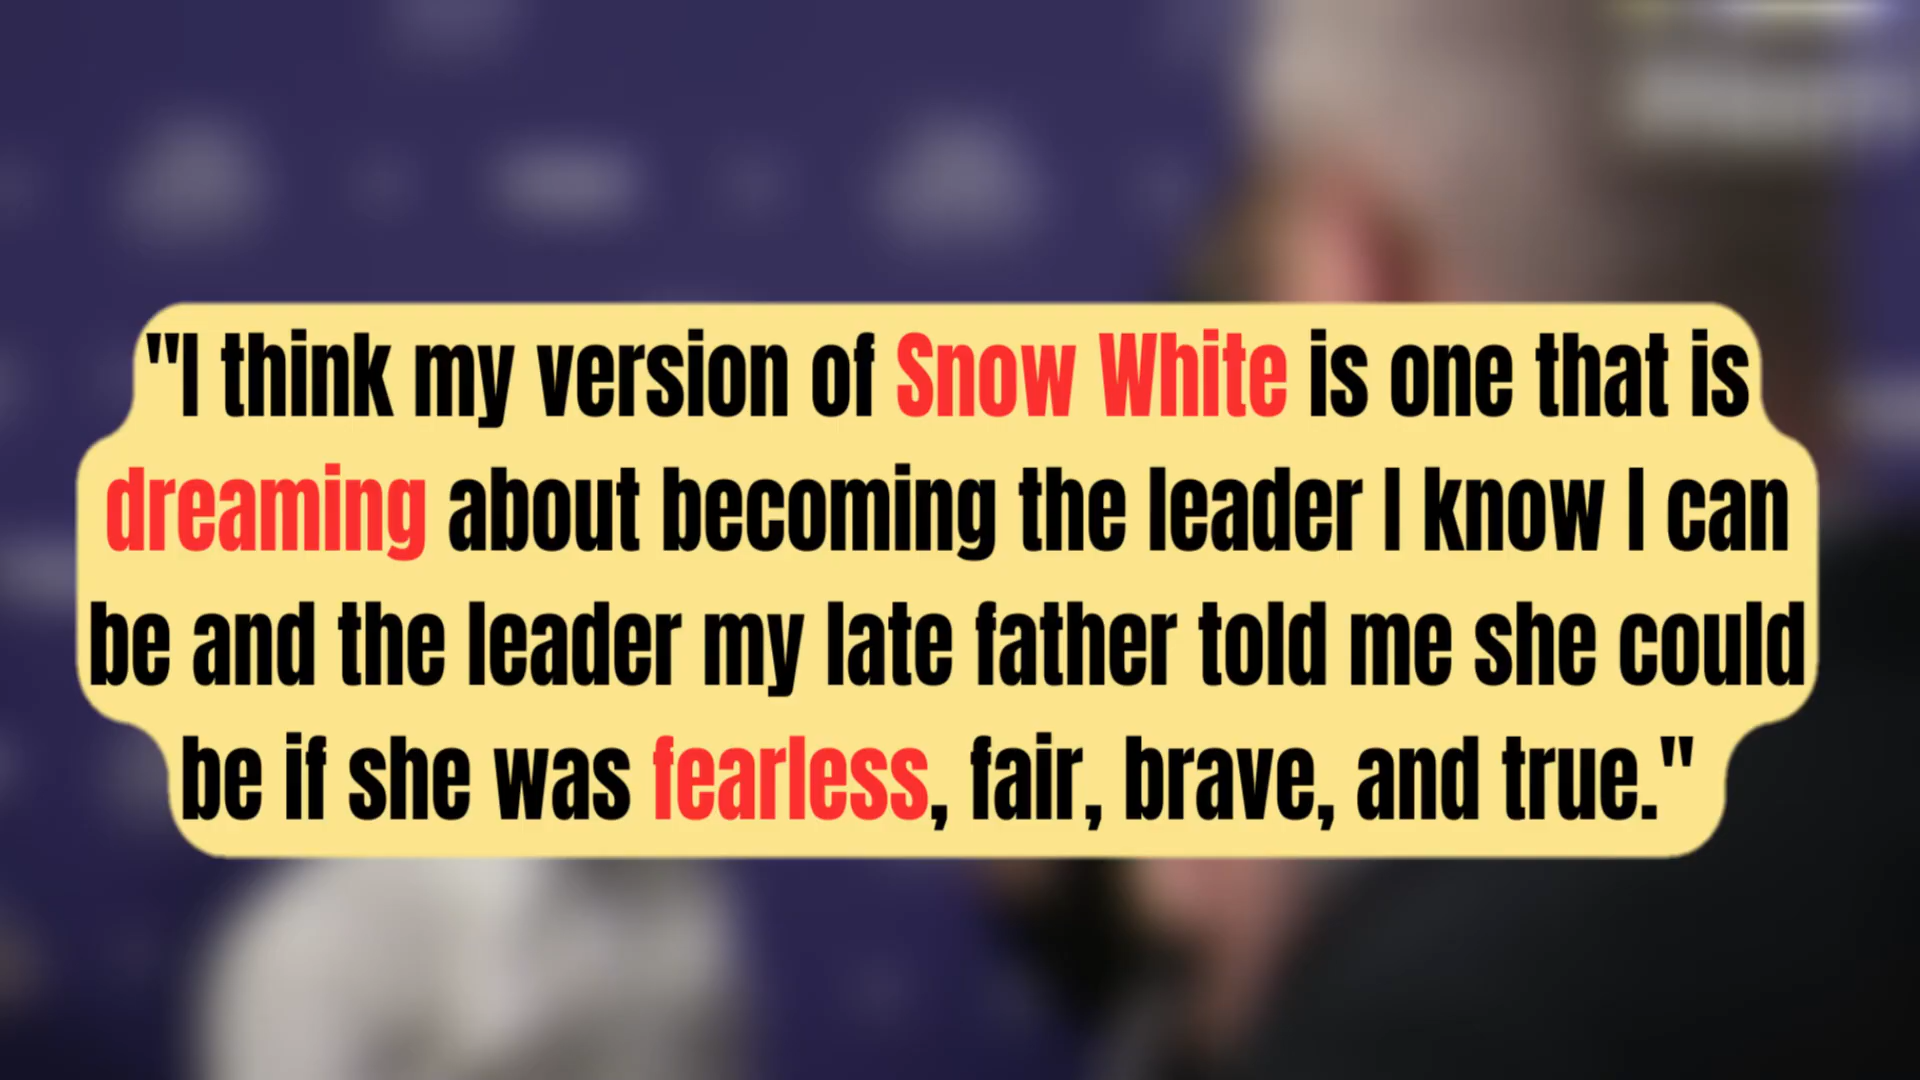 "I think my version of Snow White is one that is
dreaming about becoming the leader I know I can
be and the leader my late father told me she could
be if she was fearless, fair, brave, and true."